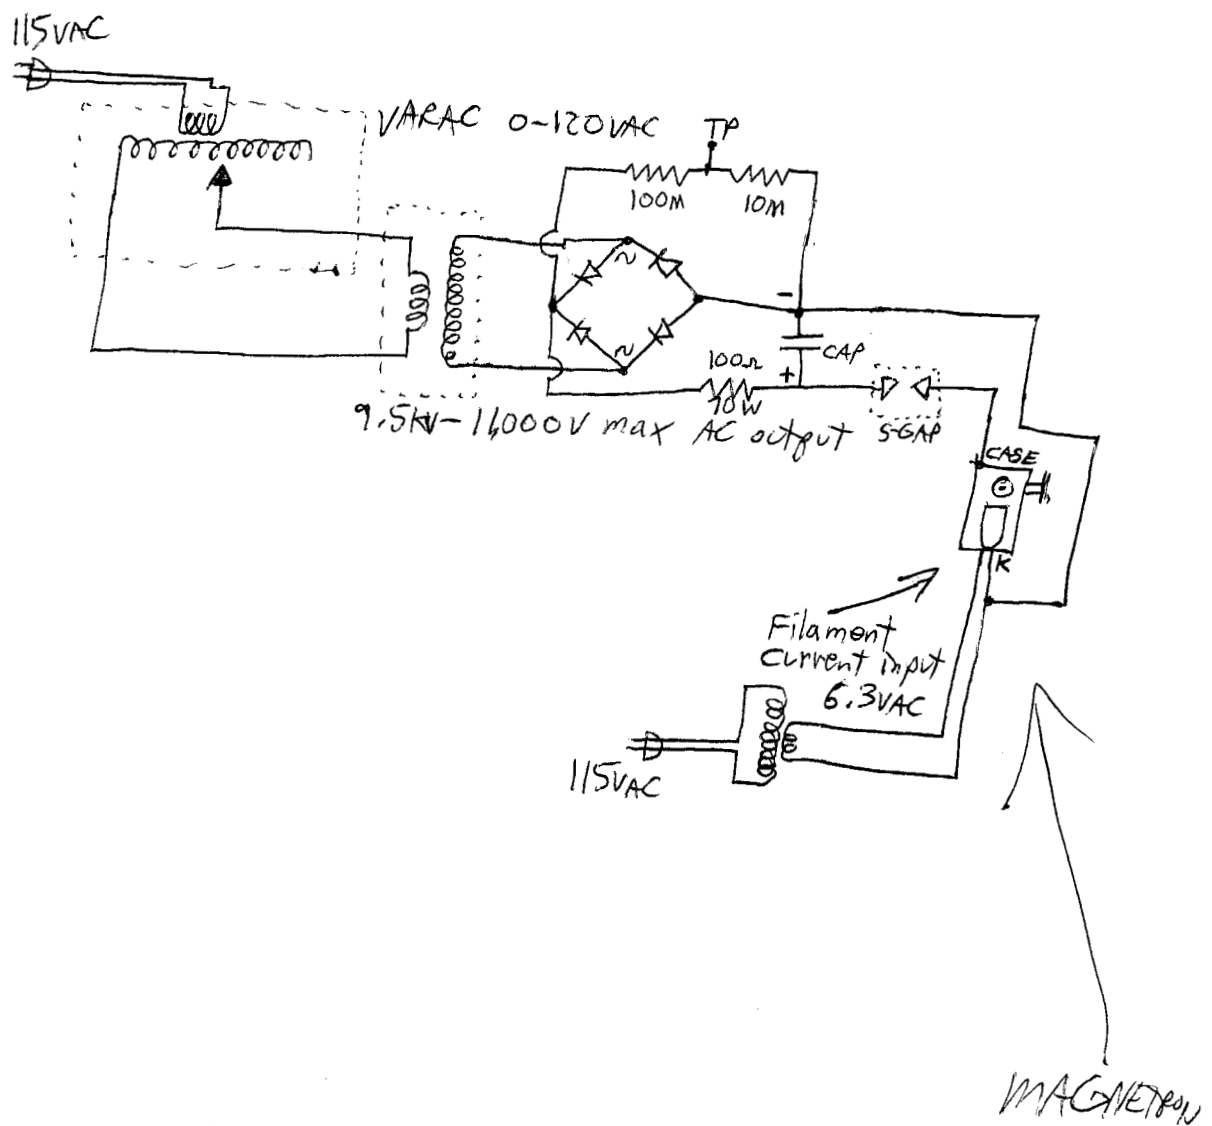 115VAC
VARAC 0-120VAC
TP
100M
10M
~
-
100Ω
10W
CAP
~
+
9.5kV-11,000V max AC output
S-GAP
CASE
K
Filament
current input
6.3VAC
115VAC
MAGNETRON